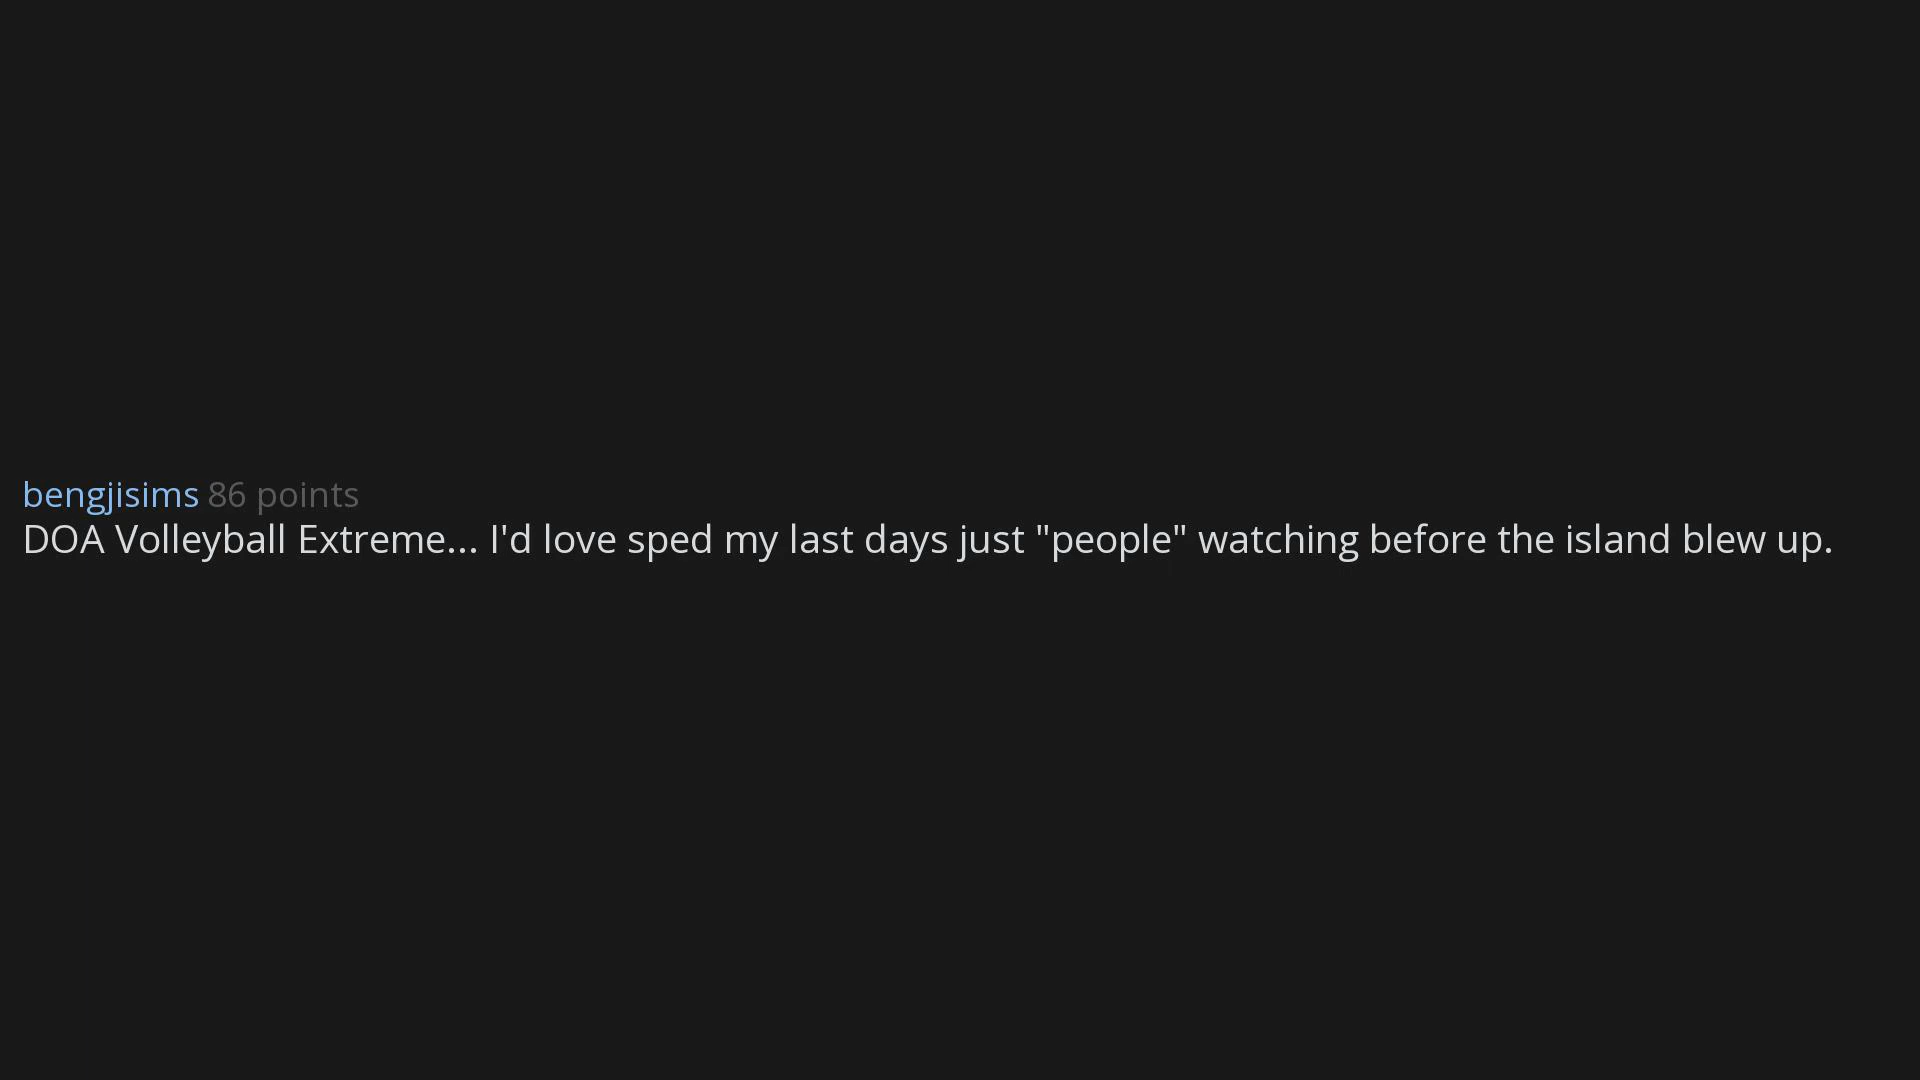 bengjisims 86 points
DOA Volleyball Extreme... I'd love sped my last days just "people" watching before the island blew up.